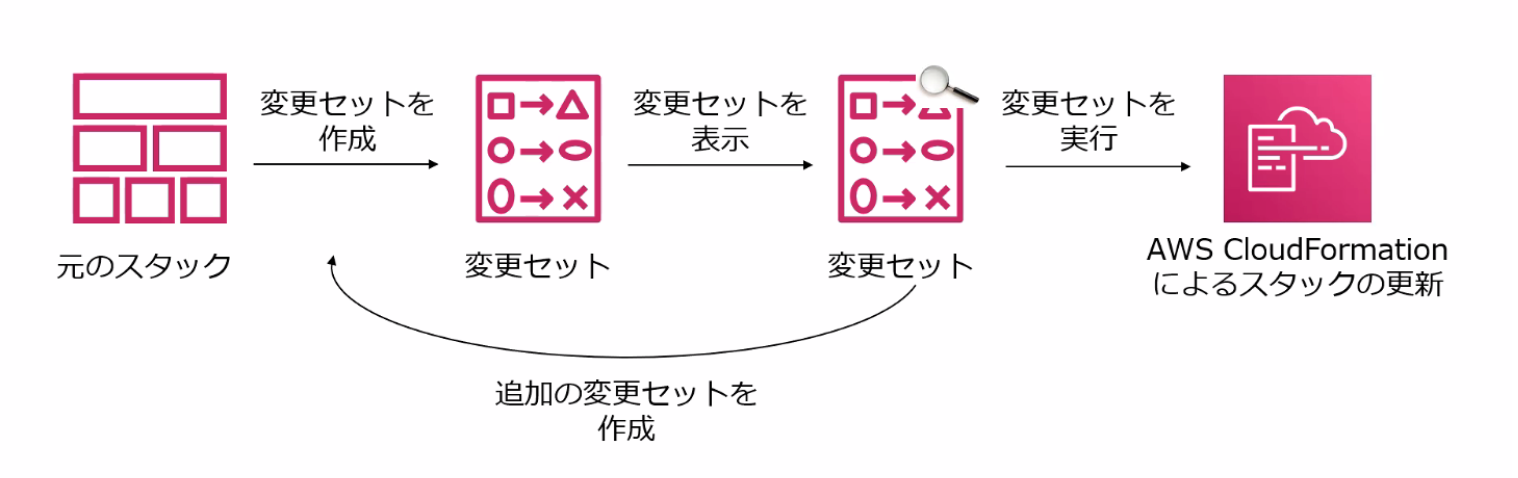 変更セットを
作成
変更セットを
表示
変更セットを
実行
元のスタック
変更セット
変更セット
AWS CloudFormation
によるスタックの更新
追加の変更セットを
作成